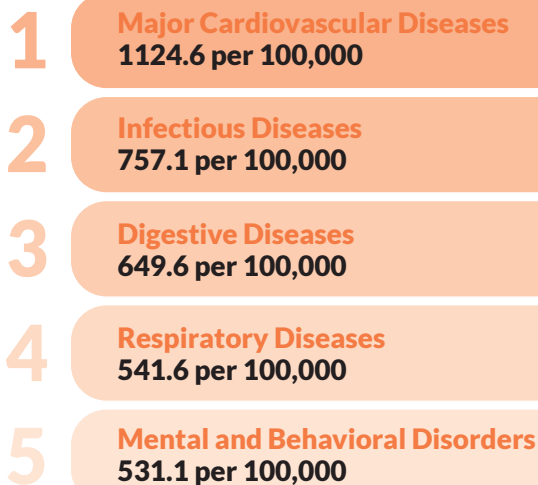 1
Major Cardiovascular Diseases
1124.6 per 100,000
2
Infectious Diseases
757.1 per 100,000
3
Digestive Diseases
649.6 per 100,000
4
Respiratory Diseases
541.6 per 100,000
5
Mental and Behavioral Disorders
531.1 per 100,000